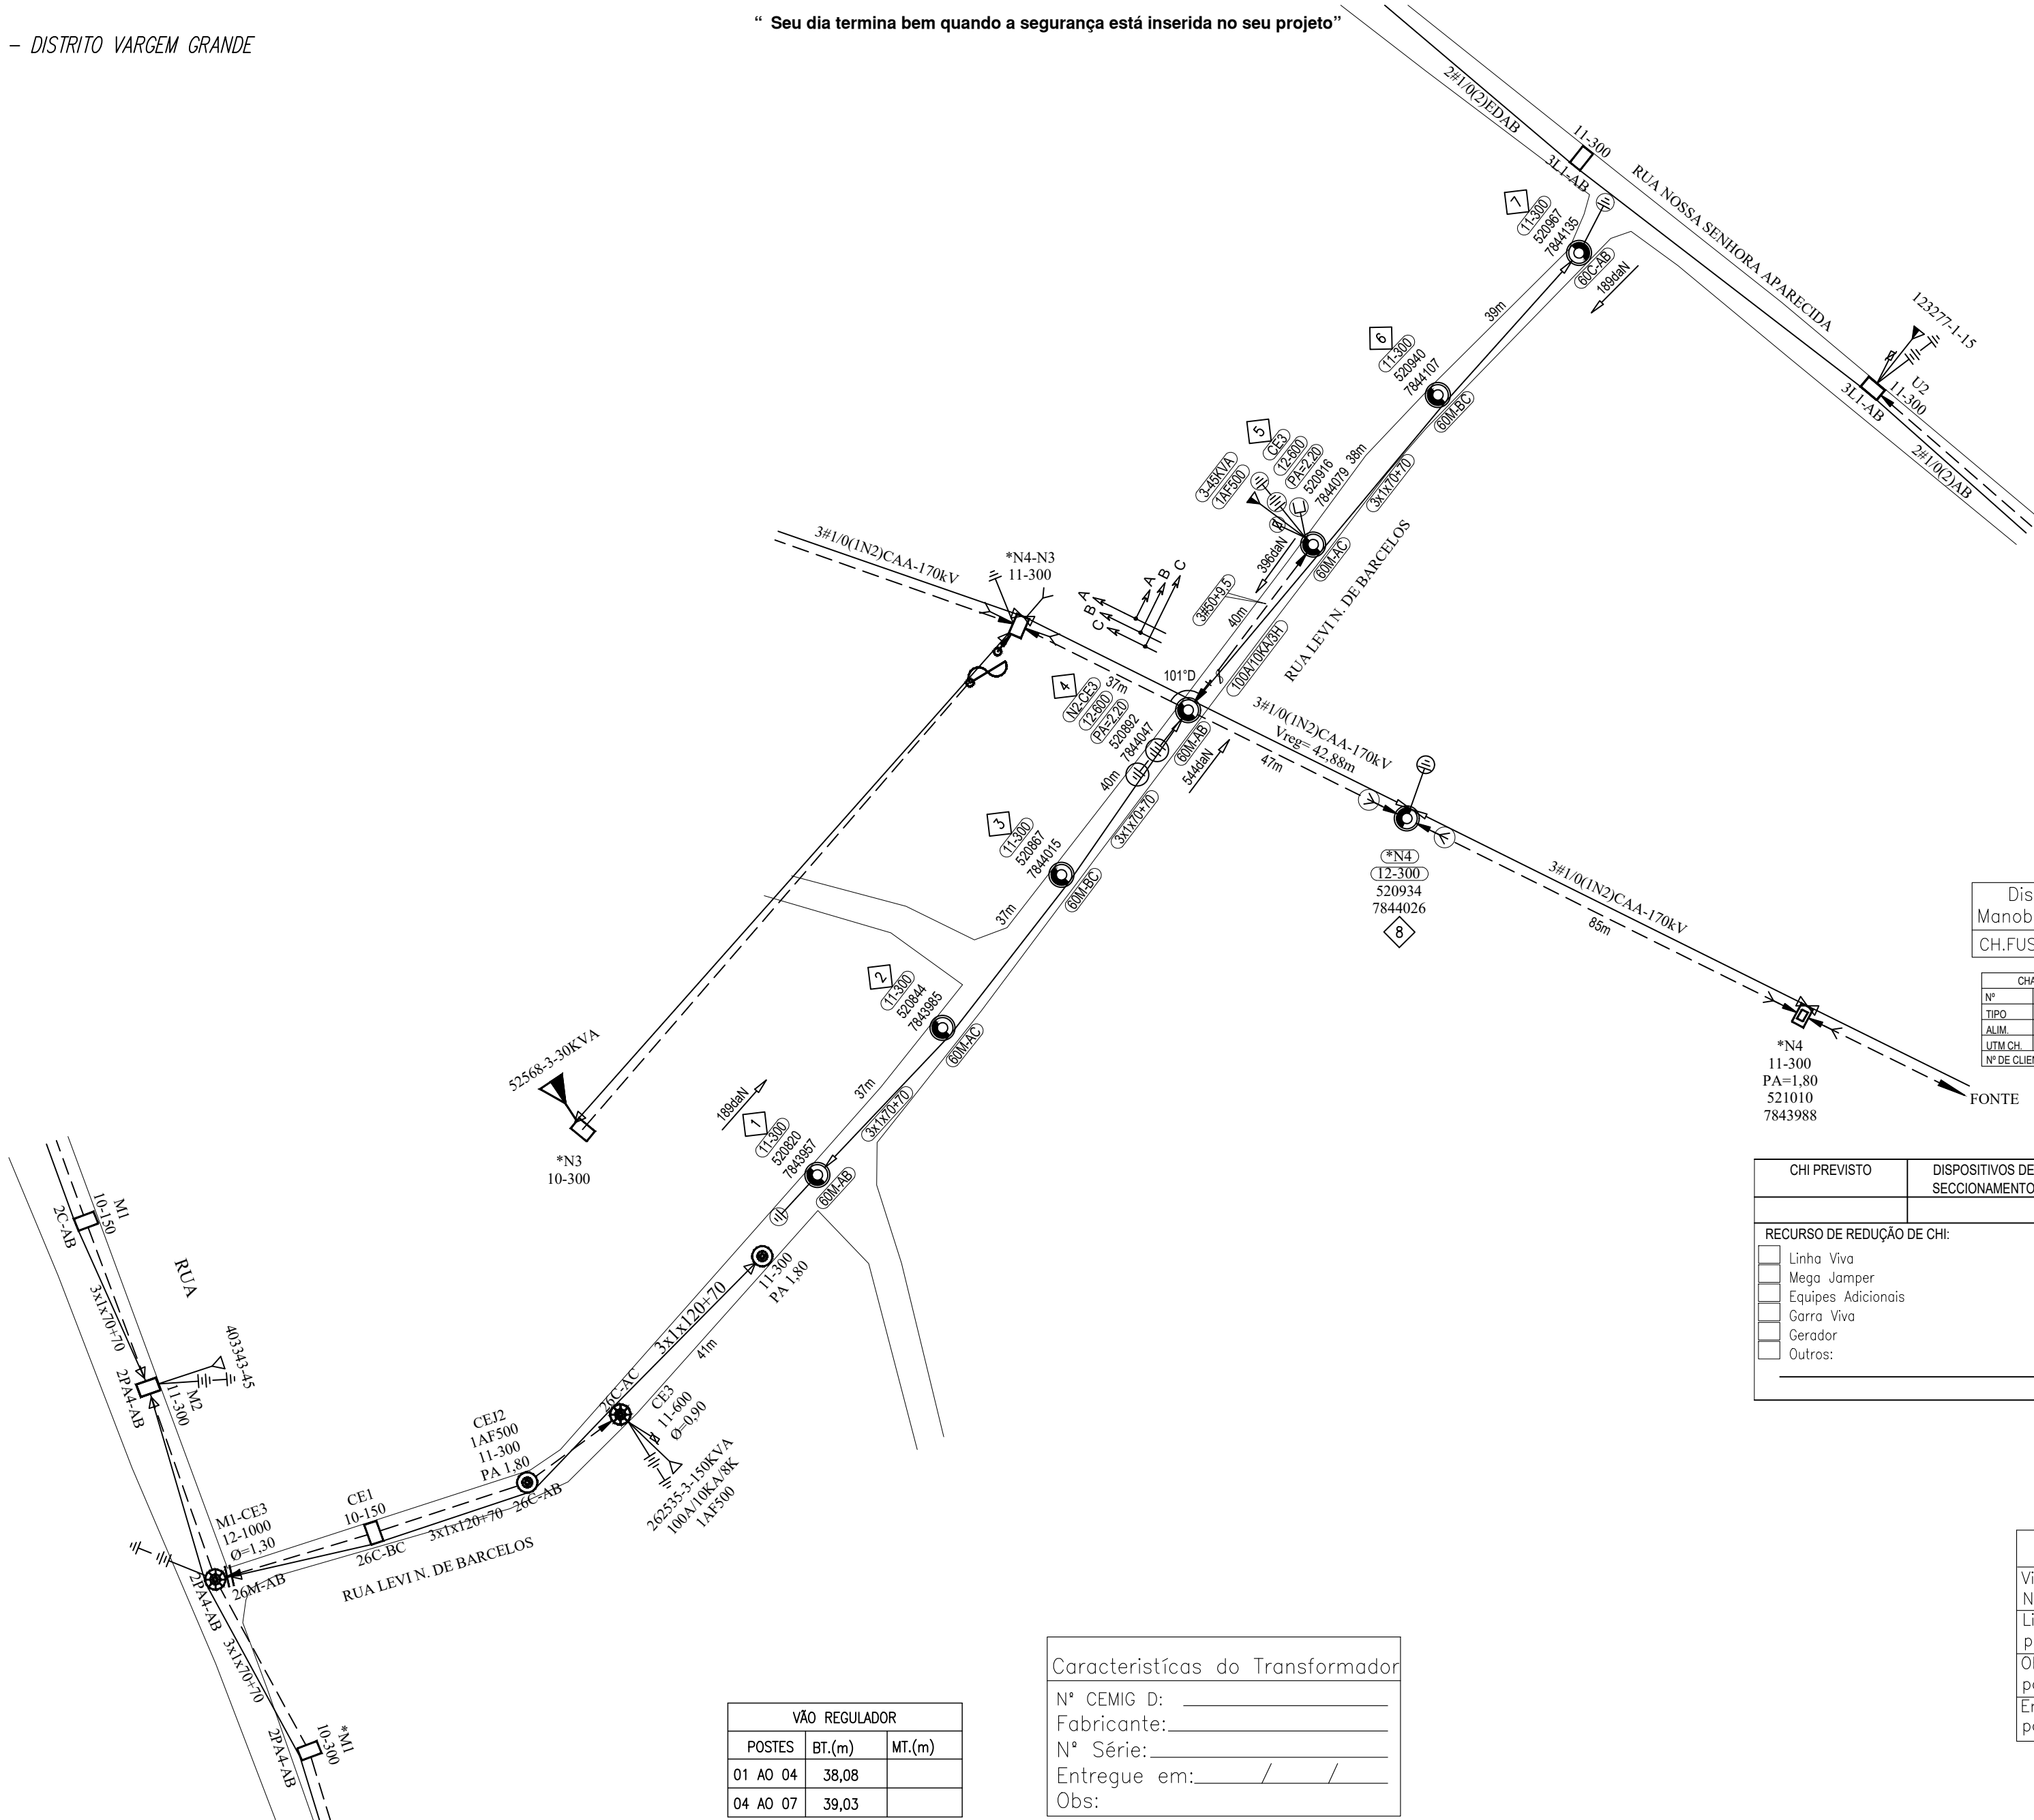 “ Seu dia termina bem quando a segurança está inserida no seu projeto”
– DISTRITO VARGEM GRANDE
2#1/0(2)EDAB
11-300
3L1-AB
RUA NOSSA SENHORA APARECIDA
123277-1-15
U2
11-300
3L1-AB
2#1/0(2)AB
7
11-300
520967
7844135
60C-AB
189daN
39m
6
11-300
520940
7844107
60M-BC
38m
3x1x70+70
5
CE3
12-600
PA=2,20
520916
7844079
3-45KVA
1AF500
60M-AC
396daN
3#50+9,5
40m
100A/10KA/3H
RUA LEVI N. DE BARCELOS
3#1/0(1N2)CAA-170kV
*N4-N3
11-300
A
B
C
A
B
C
101°D
37m
4
N2-CE3
12-600
PA=2,20
520892
7844047
60M-AB
544daN
3#1/0(1N2)CAA-170kV
Vreg= 42,88m
47m
40m
3x1x70+70
3
11-300
520867
7844015
60M-BC
37m
*N4
12-300
520934
7844026
8
3#1/0(1N2)CAA-170kV
85m
*N4
11-300
PA=1,80
521010
7843988
FONTE
2
11-300
520844
7843985
60M-AC
37m
3x1x70+70
52568-3-30KVA
*N3
10-300
189daN
1
11-300
520820
7843957
60M-AB
11-300
PA 1,80
3x1x120+70
41m
26C-AC
CE3
11-600
Ø=0,90
262535-3-150KVA
100A/10KA/8K
1AF500
CEJ2
1AF500
11-300
PA 1,80
26C-AB
3x1x120+70
CE1
10-150
26C-BC
RUA LEVI N. DE BARCELOS
M1-CE3
12-1000
Ø=1,30
26M-AB
2PA4-AB
M1
10-150
2C-AB
RUA
3x1x70+70
403343-45
M2
11-300
2PA4-AB
3x1x70+70
*M1
10-300
2PA4-AB
Dis
Manob
CH.FUS
CHA
Nº
TIPO
ALIM.
UTM CH.
Nº DE CLIEN
CHI PREVISTO
DISPOSITIVOS DE
SECCIONAMENTO
RECURSO DE REDUÇÃO DE CHI:
Linha Viva
Mega Jamper
Equipes Adicionais
Garra Viva
Gerador
Outros:
VÃO REGULADOR
POSTES BT.(m) MT.(m)
01 AO 04 38,08
04 AO 07 39,03
Caracteristícas do Transformador
Nº CEMIG D:
Fabricante:
Nº Série:
Entregue em: / /
Obs: